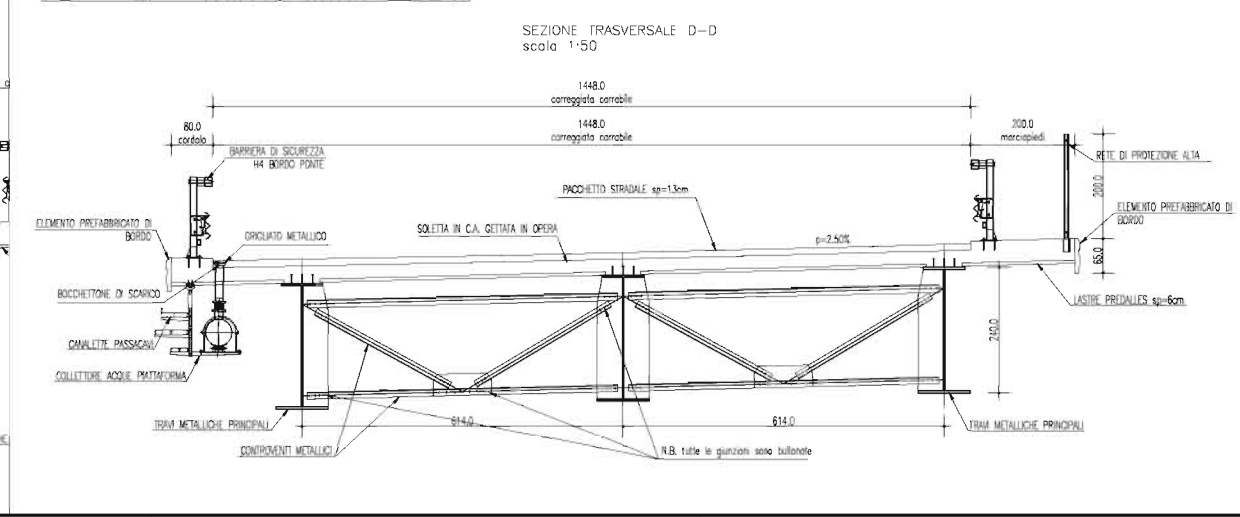 SEZIONE TRASVERSALE D-D
scala 1:50
1448.0
carreggiata carrabile
80.0
cordolo
1448.0
carreggiata carrabile
200.0
marciapiedi
BARRIERA DI SICUREZZA
H4 BORDO PONTE
RETE DI PROTEZIONE ALTA
PACCHETTO STRADALE sp=13cm
200.0
ELEMENTO PREFABBRICATO DI
BORDO
ELEMENTO PREFABBRICATO DI
BORDO
GRIGLIATO METALLICO
SOLETTA IN C.A. GETTATA IN OPERA
p=2.50%
65.0
BOCCHETTONE DI SCARICO
LASTRE PREDALLES sp=6cm
240.0
CANALETTE PASSACAVI
COLLETTORE ACQUE PIATTAFORMA
TRAVI METALLICHE PRINCIPALI
614.0
614.0
TRAVI METALLICHE PRINCIPALI
CONTROVENTI METALLICI
N.B. tutte le giunzioni sono bullonate